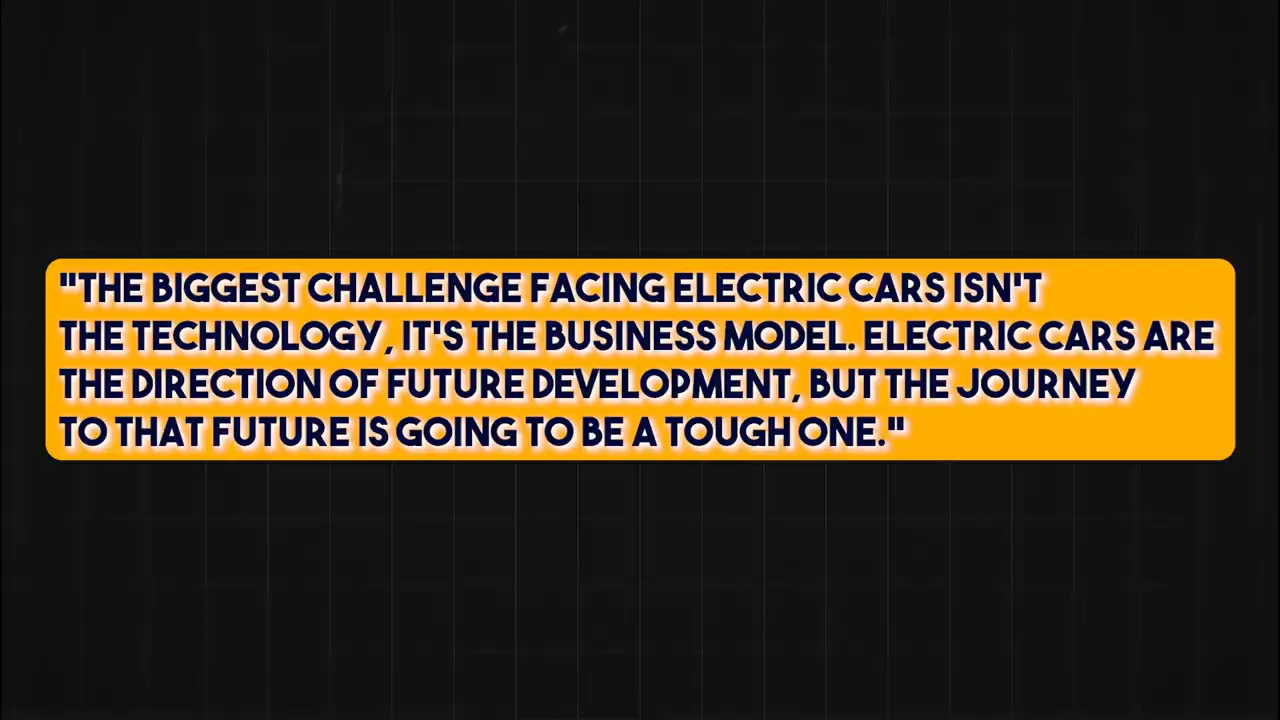 "THE BIGGEST CHALLENGE FACING ELECTRIC CARS ISN'T
THE TECHNOLOGY, IT'S THE BUSINESS MODEL. ELECTRIC CARS ARE
THE DIRECTION OF FUTURE DEVELOPMENT, BUT THE JOURNEY
TO THAT FUTURE IS GOING TO BE A TOUGH ONE."